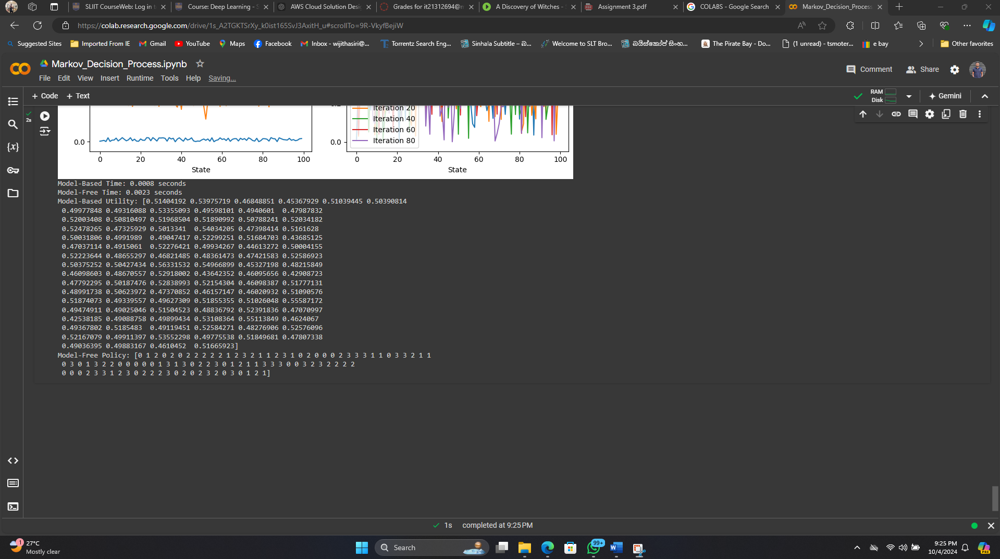 SLIIT CourseWeb: Log in t
Course: Deep Learning - S
AWS Cloud Solution Desi
Grades for it21312694@m
A Discovery of Witches -
Assignment 3.pdf
COLABS - Google Search
Markov_Decision_Process
https://colab.research.google.com/drive/1s_A2TGKTSrXy_k0ist165SvJ3AxitH_u#scrollTo=9R-VkyfBejiW
Suggested Sites
Imported From IE
Gmail
YouTube
Maps
Facebook
Inbox - wijithasiri@...
Torrentz Search Eng...
Sinhala Subtitle – බ...
Welcome to SLT Bro...
බයිස්කෝප් සිංහ...
The Pirate Bay - Do...
(1 unread) - tsmoter...
e bay
Other favorites
Markov_Decision_Process.ipynb
Comment
Share
File Edit View Insert Runtime Tools Help Saving...
+ Code + Text
RAM
Disk
Gemini
2s
Iteration 20
Iteration 40
Iteration 60
Iteration 80
0.0
0.0
0 20 40 60 80 100
0 20 40 60 80 100
State
State
Model-Based Time: 0.0008 seconds
Model-Free Time: 0.0023 seconds
Model-Based Utility: [0.51404192 0.53975719 0.46848851 0.45367929 0.51039445 0.50390814
0.49977848 0.49316088 0.53355093 0.49598101 0.4940601 0.47987832
0.52003408 0.50810497 0.51968504 0.51890992 0.50788241 0.52034182
0.52478265 0.47325929 0.5013341 0.54034205 0.47398414 0.5161628
0.50031806 0.4991989 0.49047417 0.52299251 0.51684703 0.43685125
0.47037114 0.4915061 0.52276421 0.49934267 0.44613272 0.50004155
0.52223644 0.48655297 0.46821485 0.48361473 0.47421583 0.52586923
0.50375252 0.50427434 0.56331532 0.54966899 0.45327198 0.48215849
0.46098603 0.48670557 0.52918002 0.43642352 0.46095656 0.42908723
0.47792295 0.50187476 0.52838993 0.52154304 0.46098387 0.51777131
0.48991738 0.50623972 0.47370852 0.46157147 0.46020932 0.51090576
0.51874073 0.49339557 0.49627309 0.51855355 0.51026048 0.55587172
0.49474911 0.49025046 0.51504523 0.48836792 0.52391836 0.47070997
0.42538185 0.49088758 0.49899434 0.53108364 0.55113849 0.4624067
0.49367802 0.5185483 0.49119451 0.52584271 0.48276906 0.52576096
0.52167079 0.49911397 0.53552298 0.49775538 0.51849681 0.47807338
0.49036395 0.49883167 0.4610452 0.51665923]
Model-Free Policy: [0 1 2 0 2 0 2 2 2 2 2 1 2 3 2 1 1 2 3 1 0 2 0 0 0 2 3 3 3 1 1 0 3 3 2 1 1
0 3 0 1 3 2 2 0 0 0 0 0 1 3 1 3 0 2 2 3 0 1 2 1 1 3 3 3 0 0 3 2 3 2 2 2 2
0 0 0 2 3 3 1 2 3 0 2 2 2 3 0 2 0 2 3 2 0 3 0 1 2 1]
1s completed at 9:25 PM
27°C
Mostly clear
1
Search
99+
9:25 PM
10/4/2024
PRE